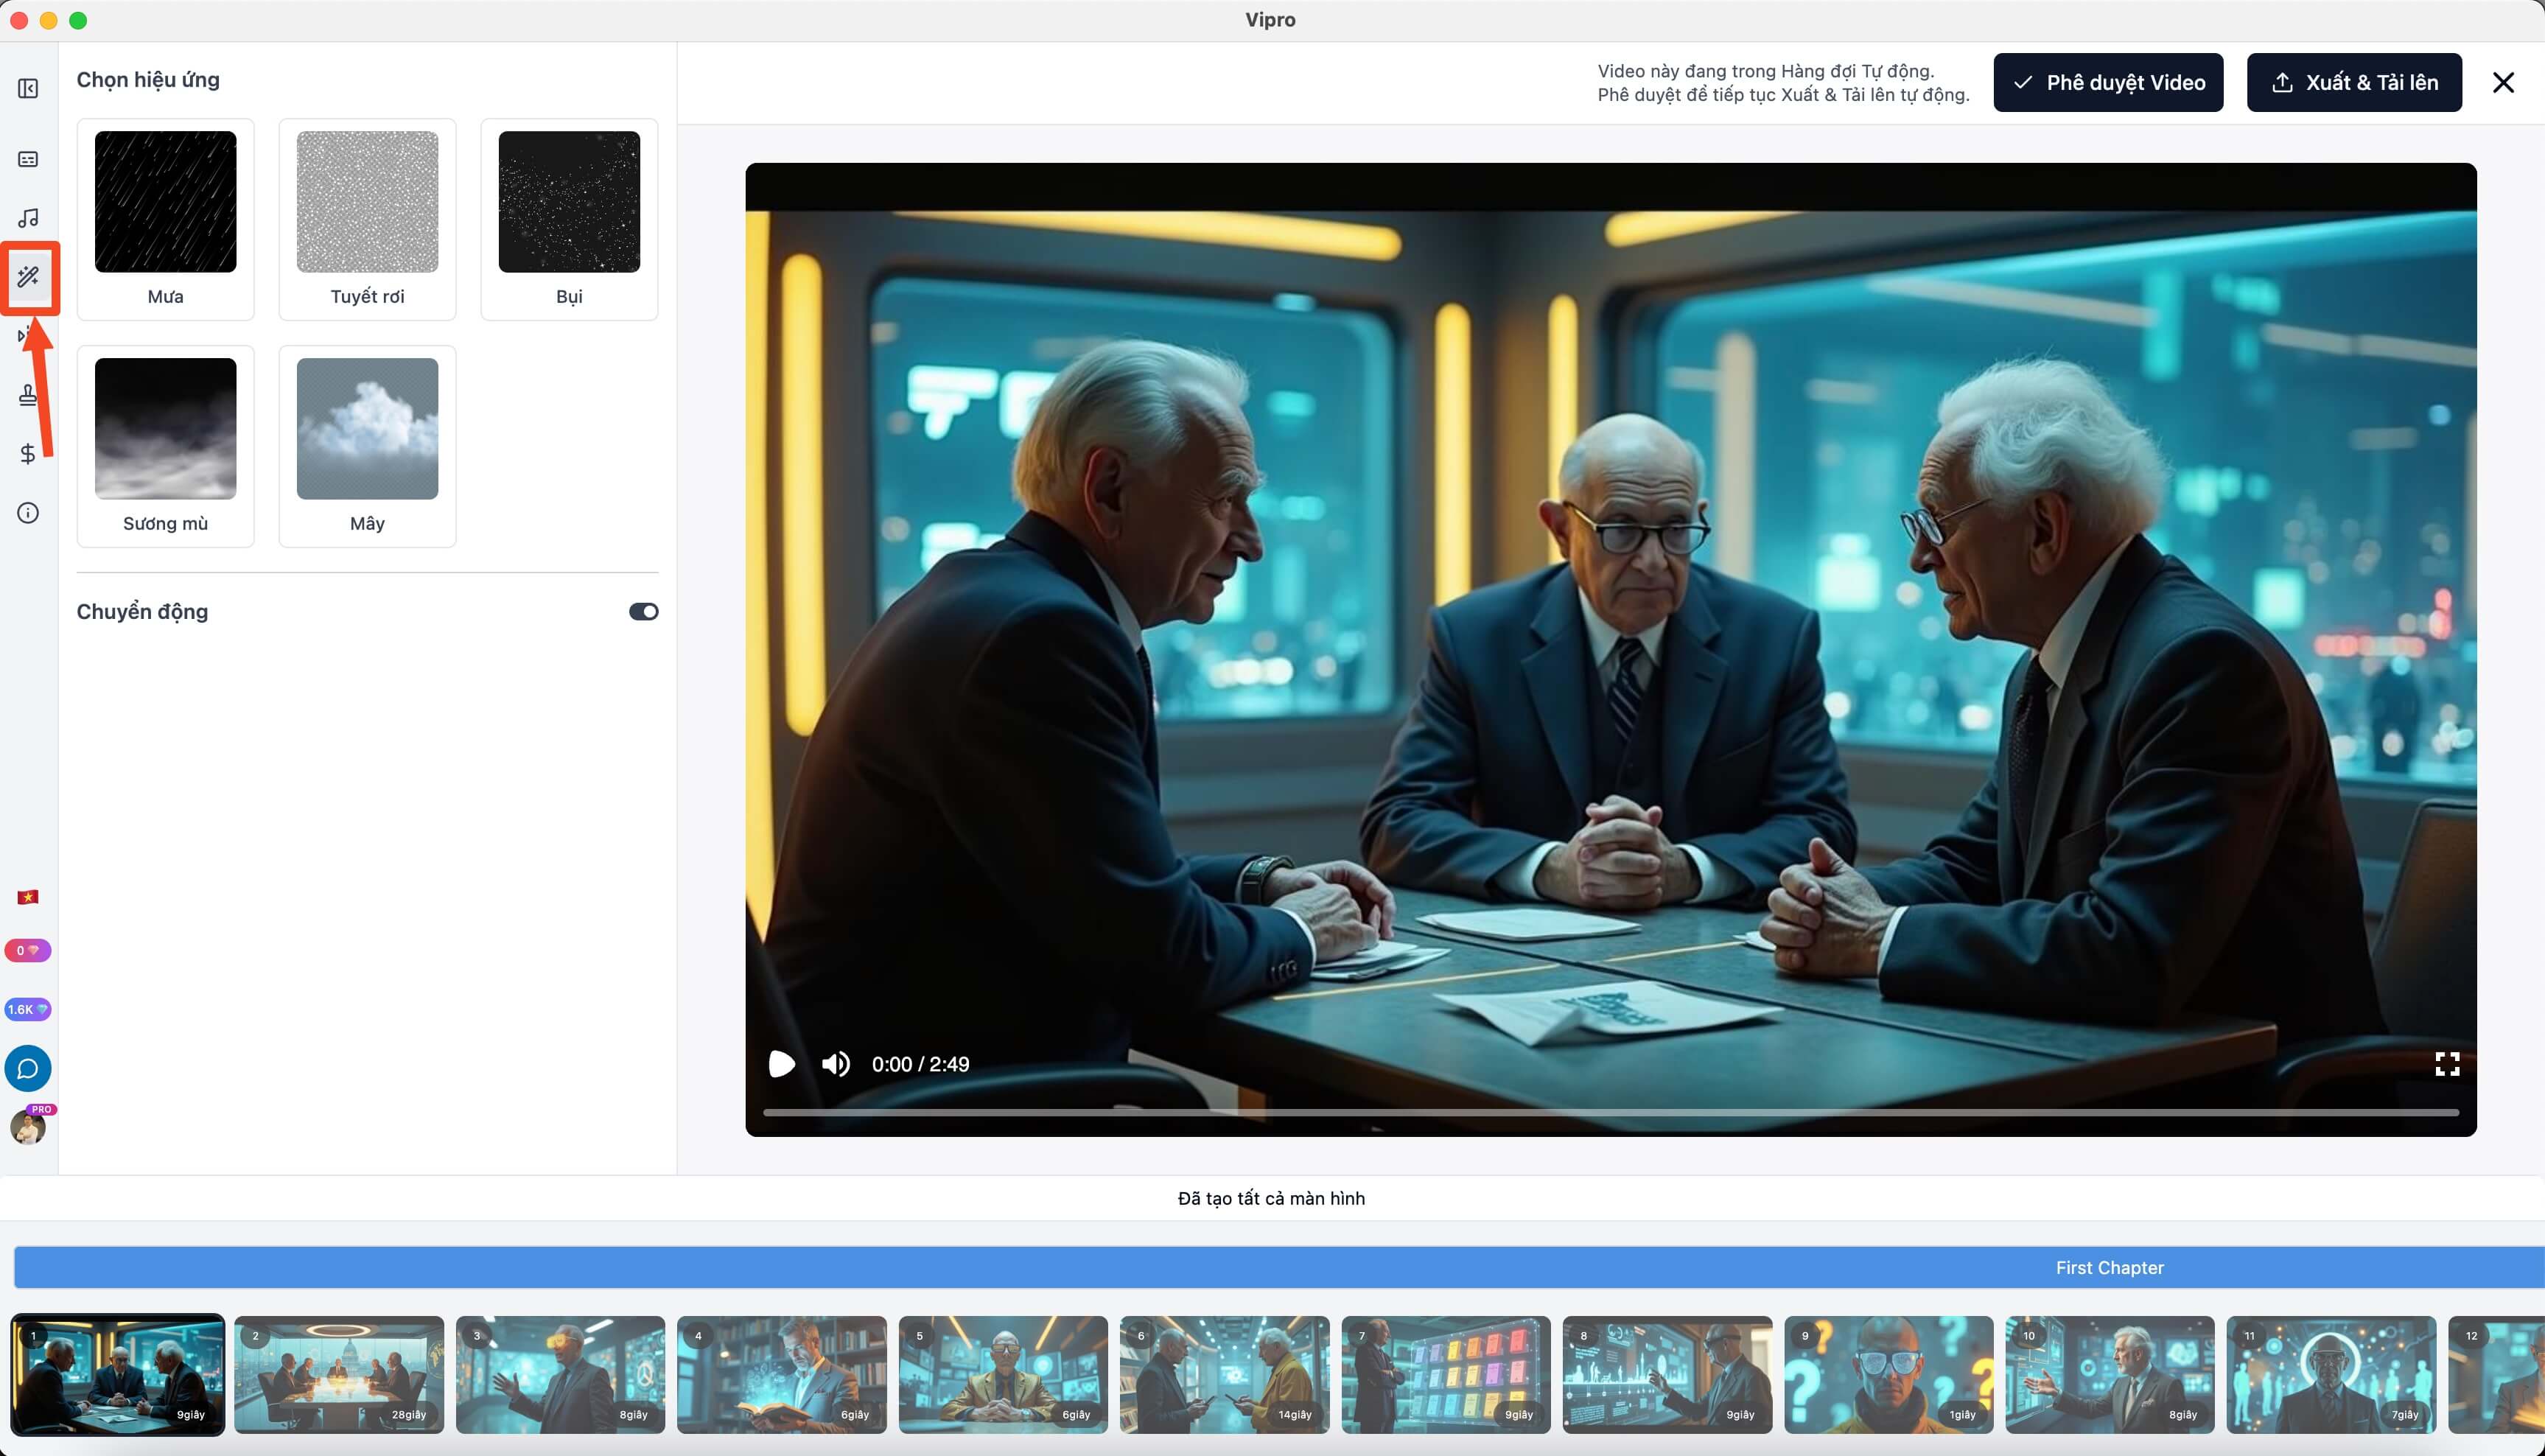 Vipro
Chọn hiệu ứng
Mưa
Tuyết rơi
Bụi
Sương mù
Mây
Chuyển động
0
1.6K
PRO
Video này đang trong Hàng đợi Tự động.
Phê duyệt để tiếp tục Xuất & Tải lên tự động.
Phê duyệt Video
Xuất & Tải lên
0:00 / 2:49
Đã tạo tất cả màn hình
First Chapter
1
9giây
2
28giây
3
8giây
4
6giây
5
6giây
6
14giây
7
9giây
8
9giây
9
1giây
10
8giây
11
7giây
12